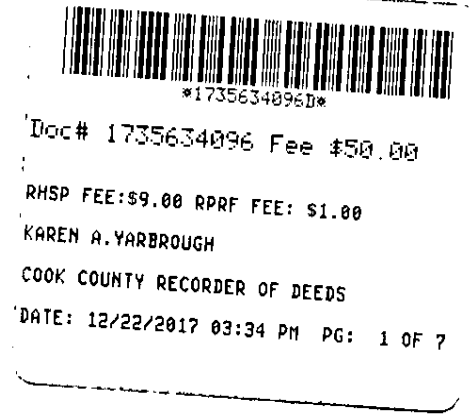 *1735634096D*
Doc# 1735634096 Fee $50.00
RHSP FEE:$9.00 RPRF FEE: $1.00
KAREN A.YARBROUGH
COOK COUNTY RECORDER OF DEEDS
DATE: 12/22/2017 03:34 PM PG: 1 OF 7